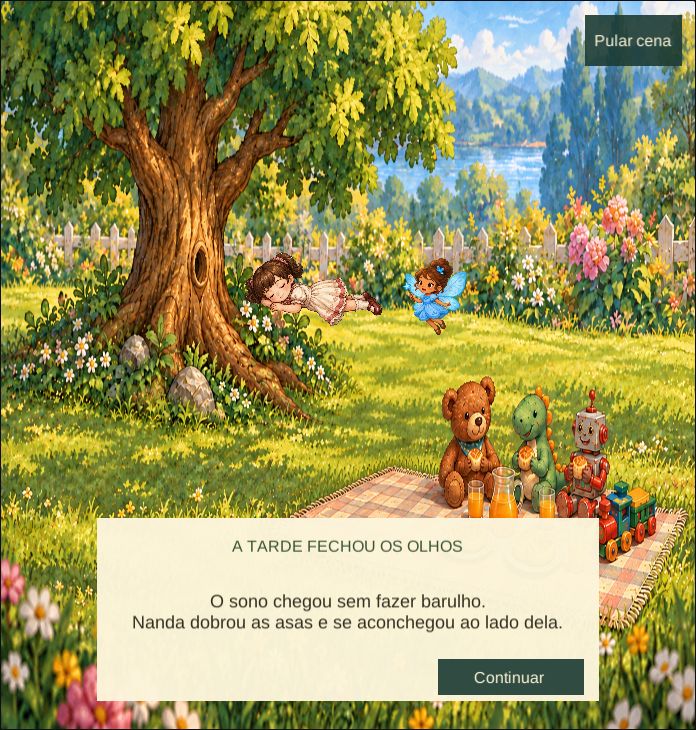 Pular cena
A TARDE FECHOU OS OLHOS
O sono chegou sem fazer barulho.
Nanda dobrou as asas e se aconchegou ao lado dela.
Continuar